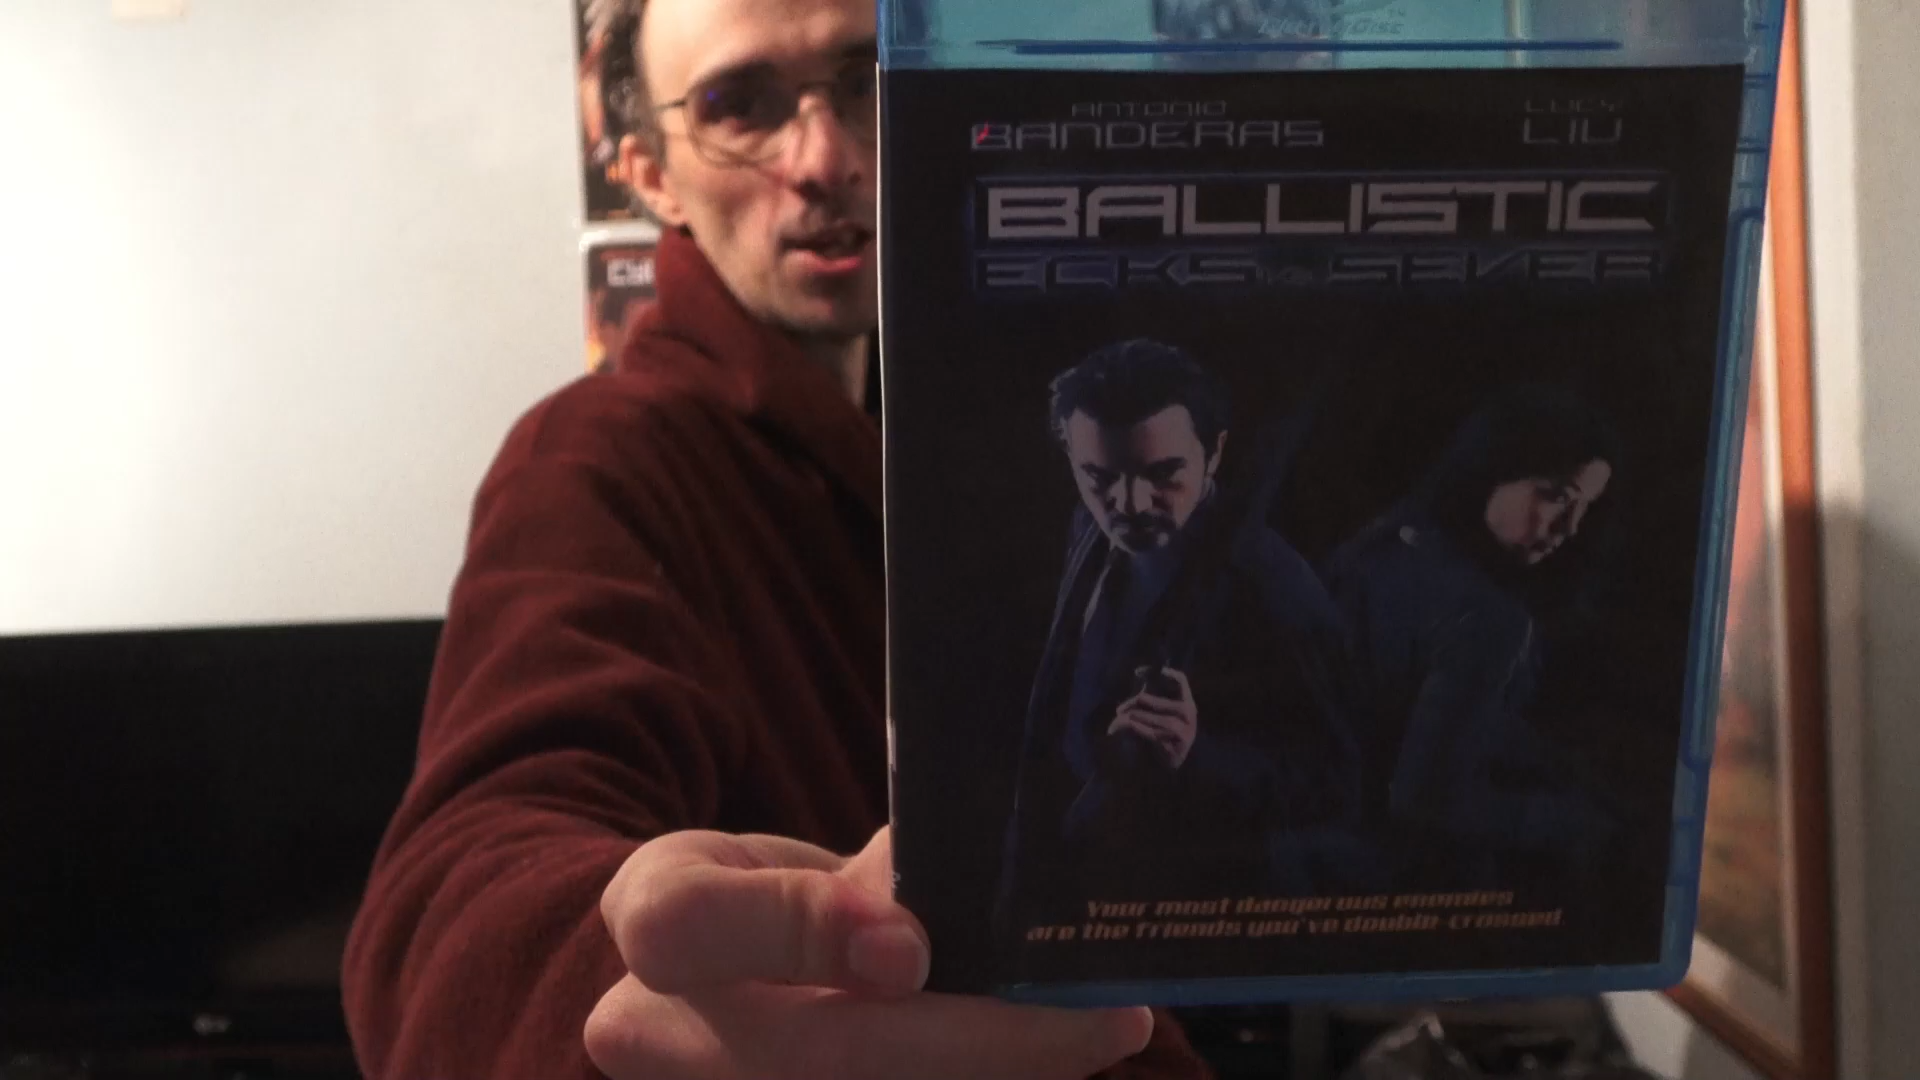 ANTONIO
BANDERAS
LUCY
LIU
BALLISTIC
ECKS VS. SEVER
Your most dangerous enemies
are the friends you've double-crossed.